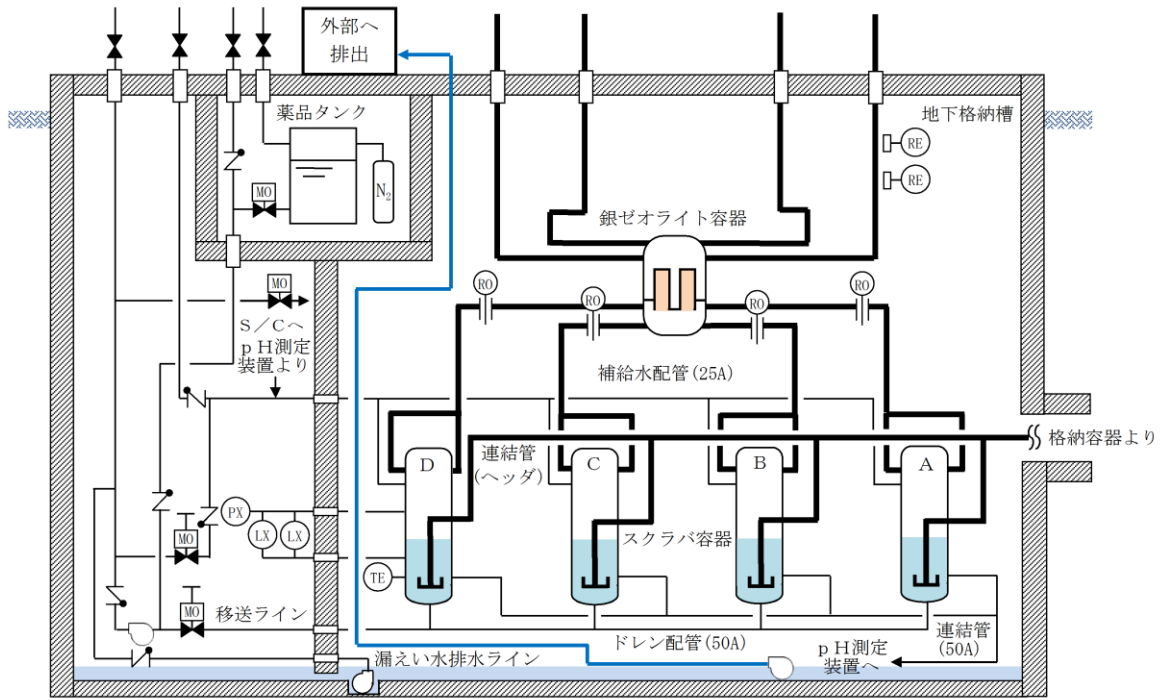 外部へ
排出
薬品タンク
地下格納槽
RE
RE
MO
N₂
銀ゼオライト容器
RO
RO
RO
RO
MO
S/Cへ
pH測定
装置より
補給水配管(25A)
格納容器より
連結管
(ヘッダ)
D
C
B
A
PX
LX
LX
スクラバ容器
MO
TE
MO
移送ライン
ドレン配管(50A)
連結管
(50A)
pH測定
装置へ
漏えい水排水ライン